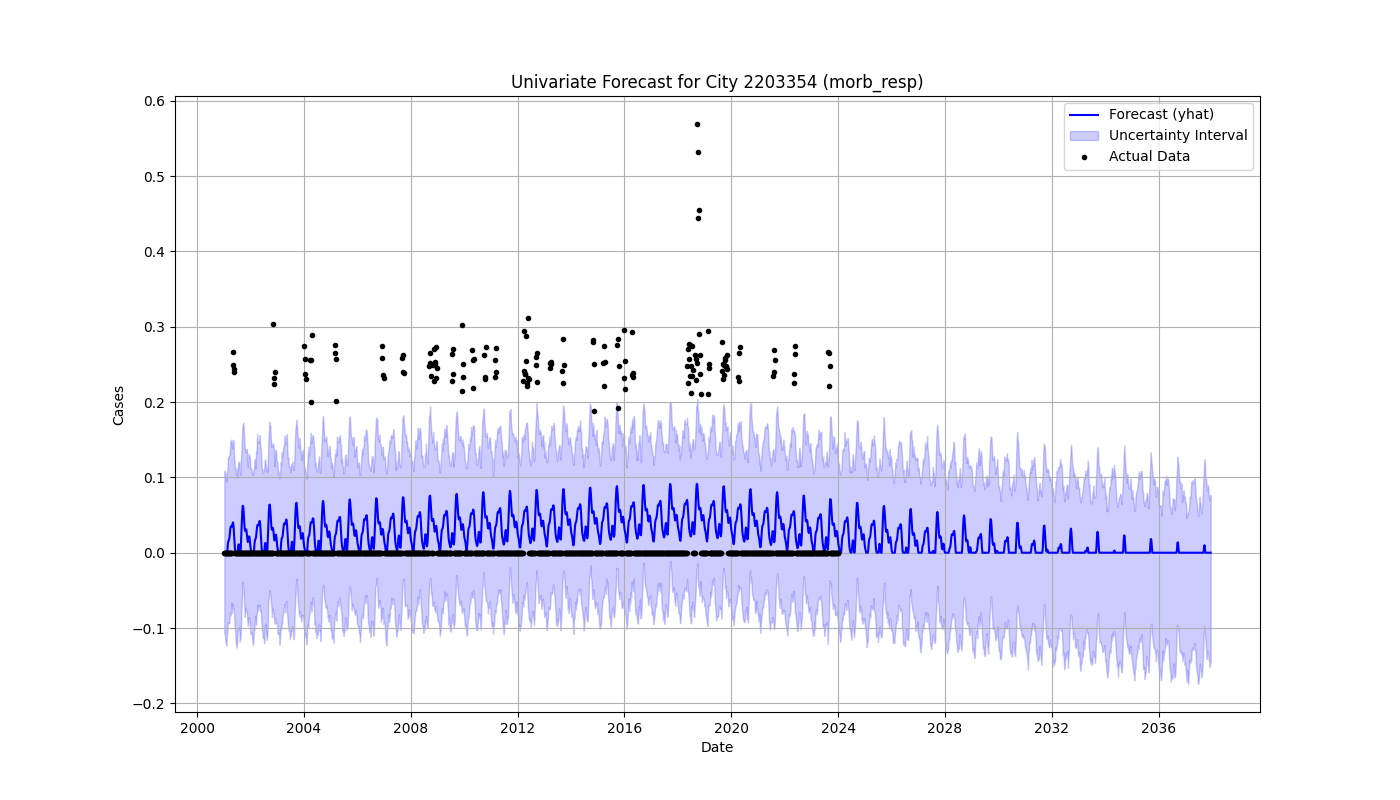 Univariate Forecast for City 2203354 (morb_resp)
Forecast (yhat)
Uncertainty Interval
Actual Data
Cases
0.6
0.5
0.4
0.3
0.2
0.1
0.0
−0.1
−0.2
2000 2004 2008 2012 2016 2020 2024 2028 2032 2036
Date